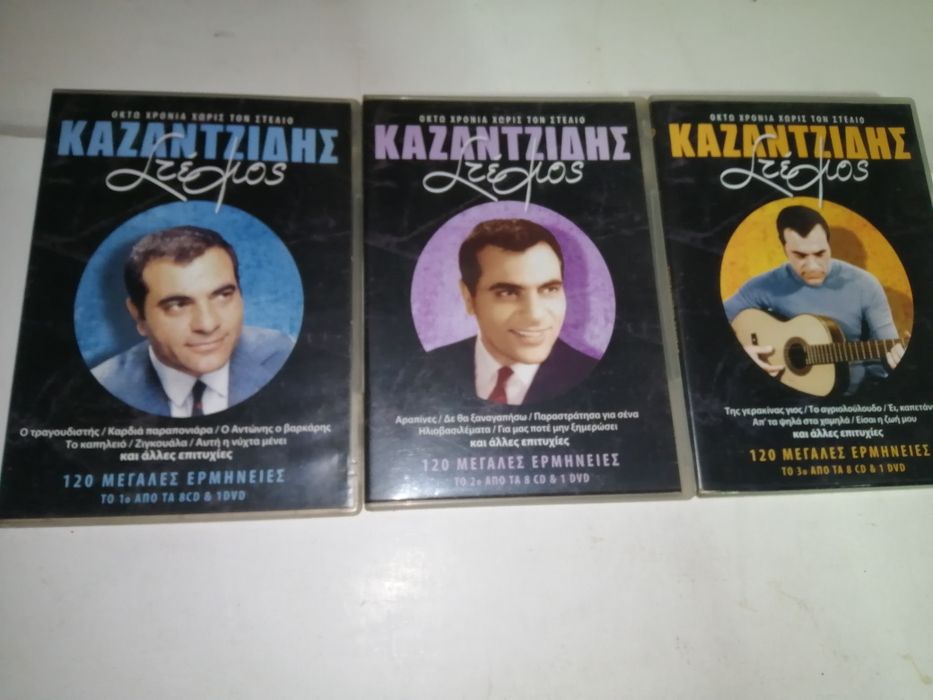 ΟΚΤΩ ΧΡΟΝΙΑ ΧΩΡΙΣ ΤΟΝ ΣΤΕΛΙΟ
ΚΑΖΑΝΤΖΙΔΗΣ
Στέλιος
Ο τραγουδιστής / Καρδιά παραπονιάρα / Ο Αντώνης ο βαρκάρης
Το καπηλειό / Ζιγκουάλα / Αυτή η νύχτα μένει
και άλλες επιτυχίες
120 ΜΕΓΑΛΕΣ ΕΡΜΗΝΕΙΕΣ
ΤΟ 1ο ΑΠΟ ΤΑ 8CD & 1DVD
ΟΚΤΩ ΧΡΟΝΙΑ ΧΩΡΙΣ ΤΟΝ ΣΤΕΛΙΟ
ΚΑΖΑΝΤΖΙΔΗΣ
Στέλιος
Αραπίνες / Δε θα ξαναγαπήσω / Παραστράτησα για σένα
Ηλιοβασιλέματα / Για μας ποτέ μην ξημερώσει
και άλλες επιτυχίες
120 ΜΕΓΑΛΕΣ ΕΡΜΗΝΕΙΕΣ
ΤΟ 2ο ΑΠΟ ΤΑ 8 CD & 1 DVD
ΟΚΤΩ ΧΡΟΝΙΑ ΧΩΡΙΣ ΤΟΝ ΣΤΕΛΙΟ
ΚΑΖΑΝΤΖΙΔΗΣ
Στέλιος
Της γερακίνας γιος / Το αγριολούλουδο / Έι, καπετάν
Απ' τα ψηλά στα χαμηλά / Είσαι η ζωή μου
και άλλες επιτυχίες
120 ΜΕΓΑΛΕΣ ΕΡΜΗΝΕΙΕΣ
ΤΟ 3ο ΑΠΟ ΤΑ 8 CD & 1 DVD